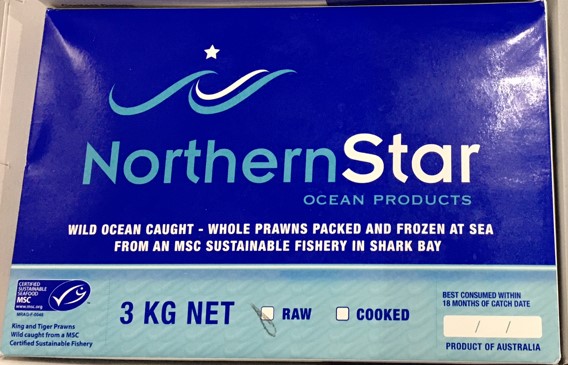 NorthernStar
OCEAN PRODUCTS
WILD OCEAN CAUGHT - WHOLE PRAWNS PACKED AND FROZEN AT SEA
FROM AN MSC SUSTAINABLE FISHERY IN SHARK BAY
CERTIFIED
SUSTAINABLE
SEAFOOD
MSC
www.msc.org
King and Tiger Prawns
Wild caught from a MSC
Certified Sustainable Fishery
3 KG NET
RAW
COOKED
BEST CONSUMED WITHIN
18 MONTHS OF CATCH DATE
/ /
PRODUCT OF AUSTRALIA